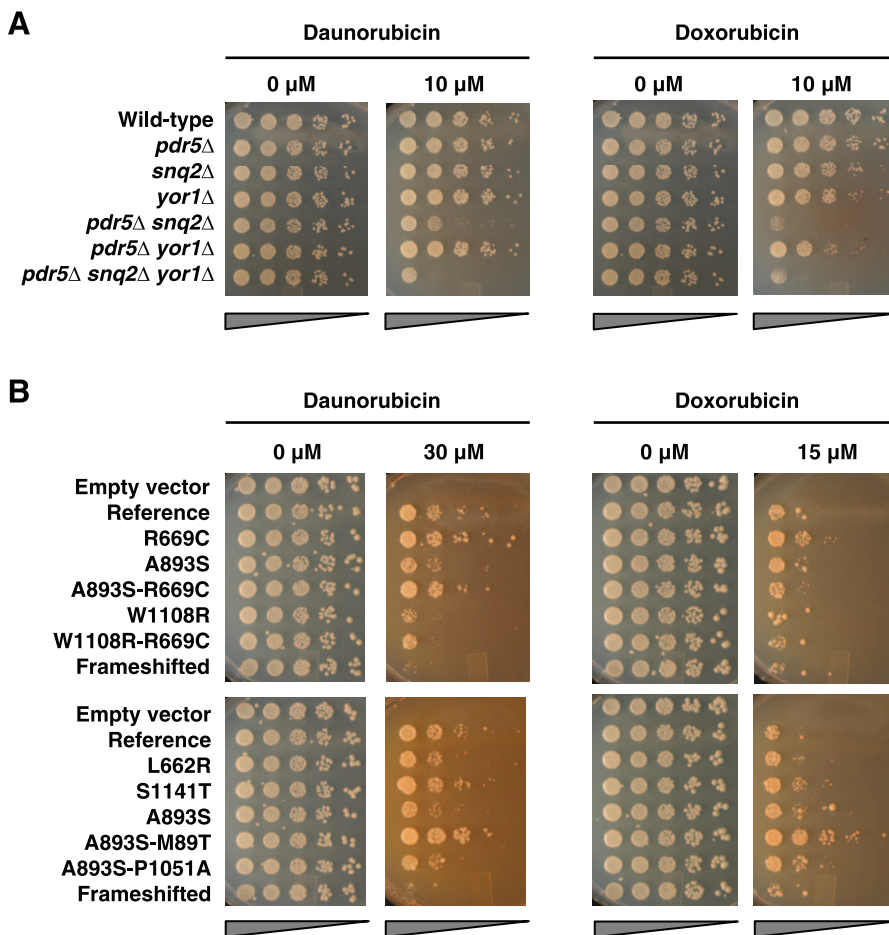 A
Daunorubicin
Doxorubicin
0 µM
10 µM
0 µM
10 µM
Wild-type
pdr5Δ
snq2Δ
yor1Δ
pdr5Δ snq2Δ
pdr5Δ yor1Δ
pdr5Δ snq2Δ yor1Δ
B
Daunorubicin
Doxorubicin
0 µM
30 µM
0 µM
15 µM
Empty vector
Reference
R669C
A893S
A893S-R669C
W1108R
W1108R-R669C
Frameshifted
Empty vector
Reference
L662R
S1141T
A893S
A893S-M89T
A893S-P1051A
Frameshifted